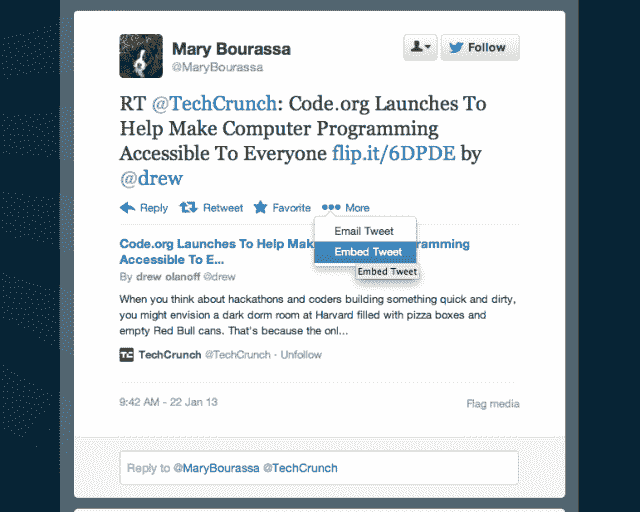 Mary Bourassa
@MaryBourassa
Follow
RT @TechCrunch: Code.org Launches To
Help Make Computer Programming
Accessible To Everyone flip.it/6DPDE by
@drew
Reply Retweet Favorite More
Email Tweet
Embed Tweet
Embed Tweet
Code.org Launches To Help Mak gramming
Accessible To E...
By drew olanoff @drew
When you think about hackathons and coders building something quick and dirty,
you might envision a dark dorm room at Harvard filled with pizza boxes and
empty Red Bull cans. That's because the onl...
TC TechCrunch @TechCrunch · Unfollow
9:42 AM - 22 Jan 13
Flag media
Reply to @MaryBourassa @TechCrunch